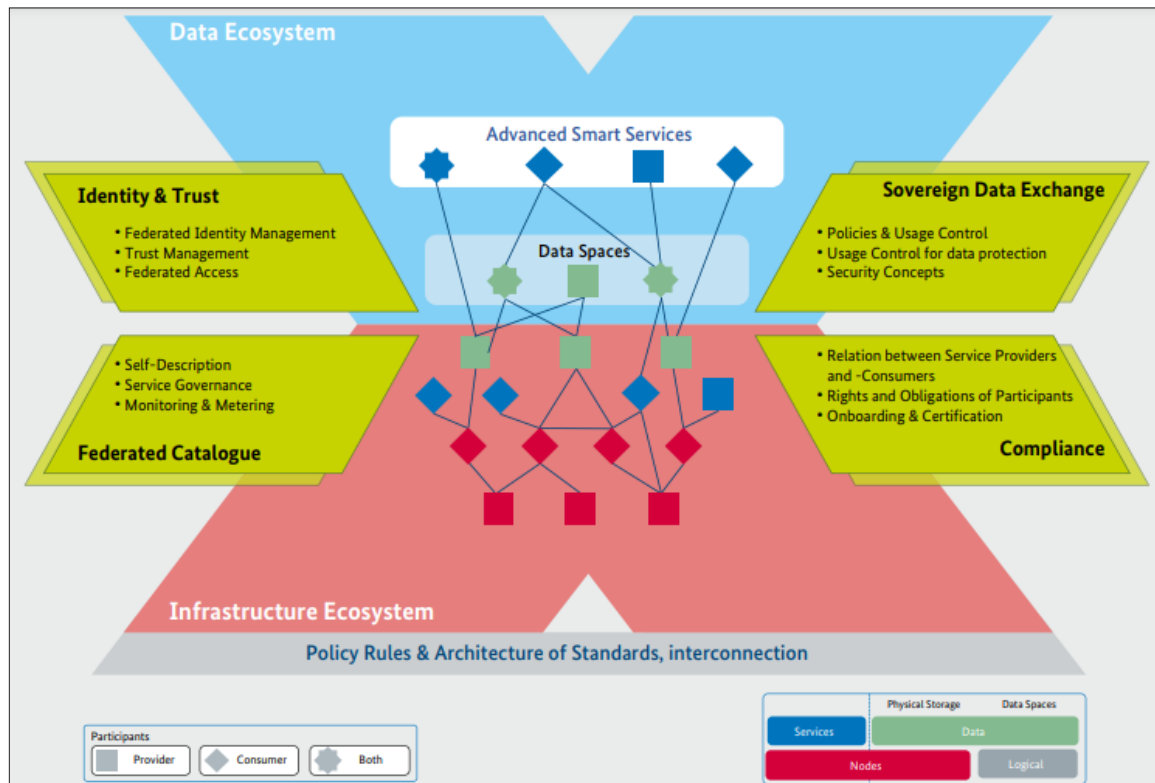 Data Ecosystem
Advanced Smart Services
Identity & Trust
• Federated Identity Management
• Trust Management
• Federated Access
Sovereign Data Exchange
• Policies & Usage Control
• Usage Control for data protection
• Security Concepts
Data Spaces
• Self-Description
• Service Governance
• Monitoring & Metering
Federated Catalogue
• Relation between Service Providers
and -Consumers
• Rights and Obligations of Participants
• Onboarding & Certification
Compliance
Infrastructure Ecosystem
Policy Rules & Architecture of Standards, interconnection
Participants
Provider
Consumer
Both
Physical Storage
Data Spaces
Services
Data
Nodes
Logical